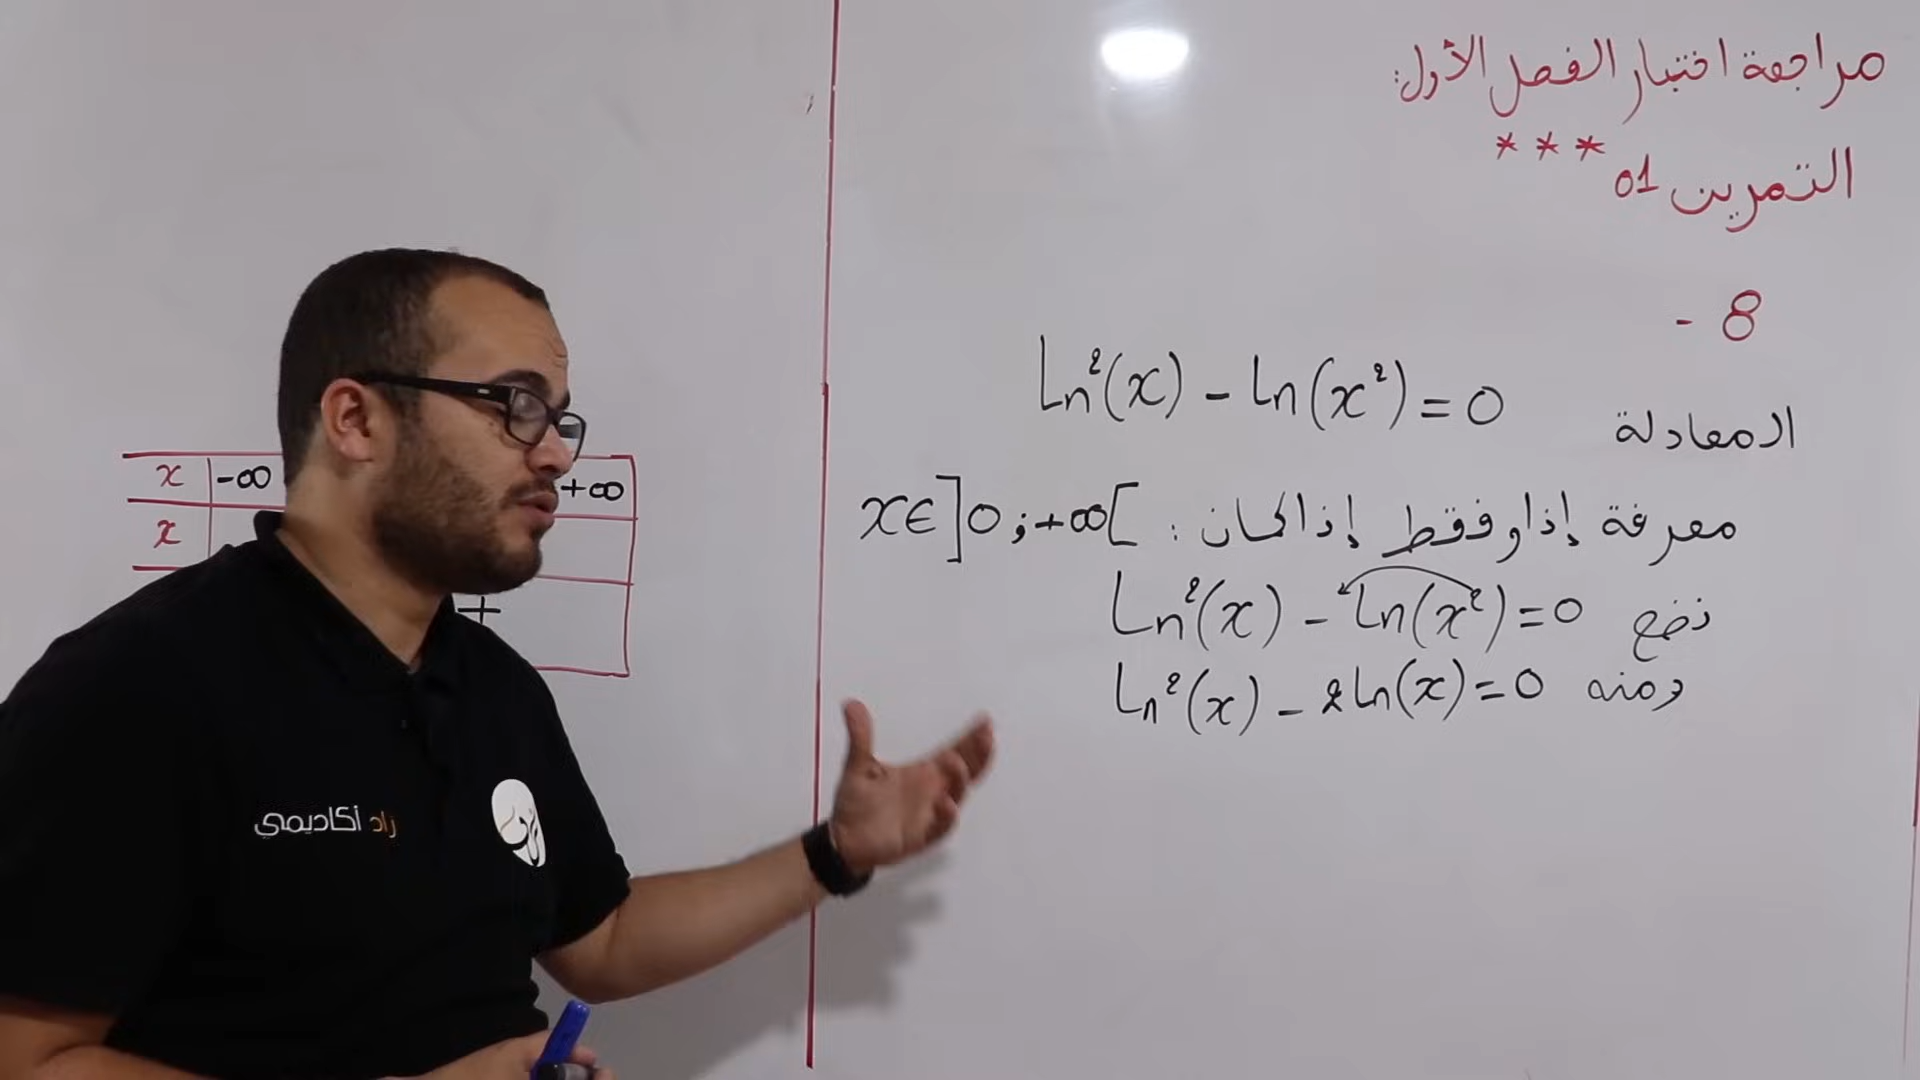 مراجعة اختبار الفصل الأول:
التمرين 01 ***
8 -
المعادلة ln²(x) - ln(x²) = 0
معرفة إذا وفقط إذا كان: x∈]0;+∞[
نضع ln²(x) - ln(x²) = 0
ومنه ln²(x) - 2ln(x) = 0
x -∞ +∞
x
+
زاد أكاديمي